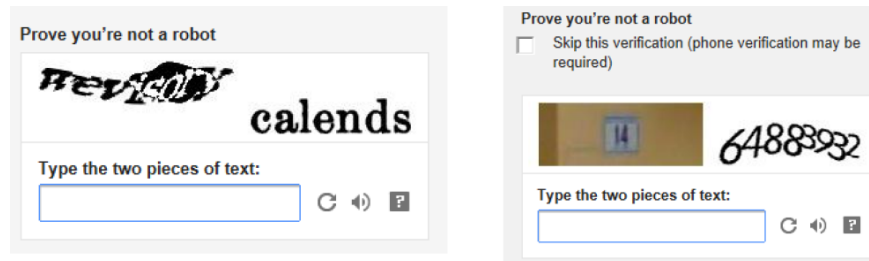 Prove you're not a robot
calends
Type the two pieces of text:
?
Prove you're not a robot
Skip this verification (phone verification may be
required)
14 64883932
Type the two pieces of text:
?